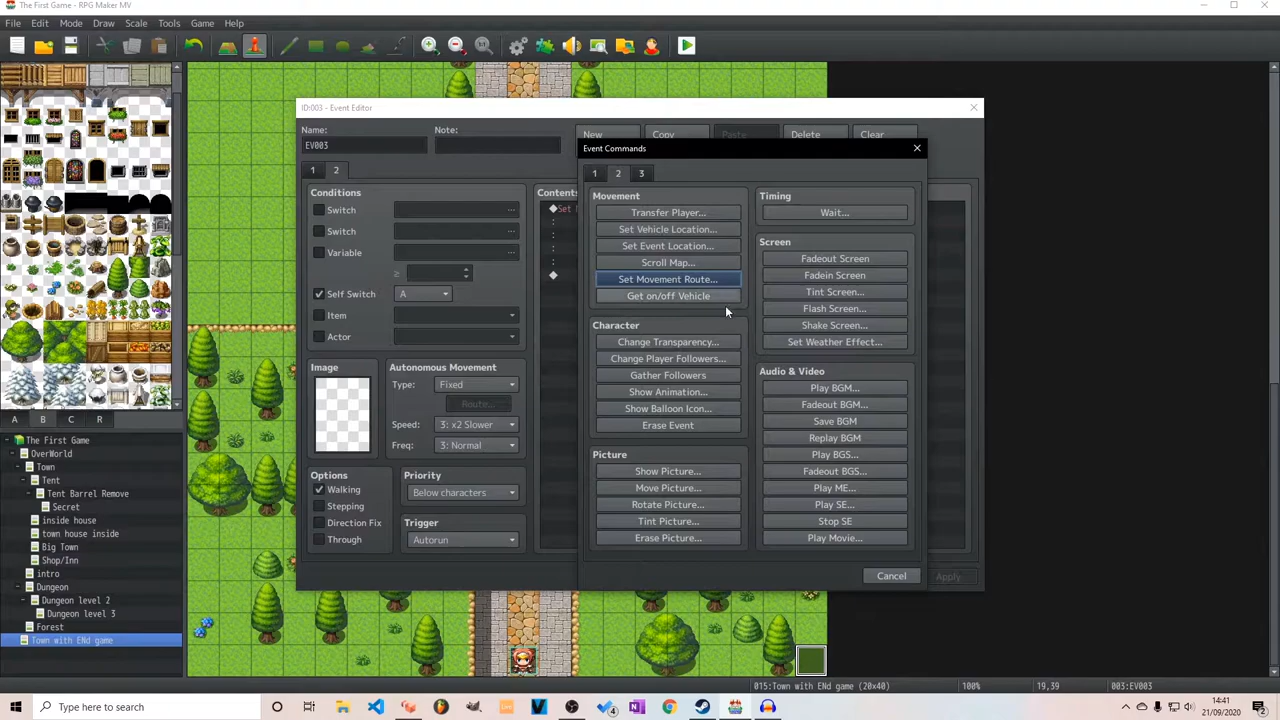 The First Game - RPG Maker MV
File Edit Mode Draw Scale Tools Game Help
ID:003 - Event Editor
Name:
Note:
EV003
New
Copy
Paste
Delete
Clear
1 2
Conditions
Switch ...
Switch ...
Variable ...
≥
Self Switch A
Item
Actor
Image
Autonomous Movement
Type: Fixed
Route...
Speed: 3: x2 Slower
Freq: 3: Normal
Options
Walking
Stepping
Direction Fix
Through
Priority
Below characters
Trigger
Autorun
Contents
◆Set
:
:
:
:
◆
Apply
Event Commands
1 2 3
Movement
Transfer Player...
Set Vehicle Location...
Set Event Location...
Scroll Map...
Set Movement Route...
Get on/off Vehicle
Character
Change Transparency...
Change Player Followers...
Gather Followers
Show Animation...
Show Balloon Icon...
Erase Event
Picture
Show Picture...
Move Picture...
Rotate Picture...
Tint Picture...
Erase Picture...
Timing
Wait...
Screen
Fadeout Screen
Fadein Screen
Tint Screen...
Flash Screen...
Shake Screen...
Set Weather Effect...
Audio & Video
Play BGM...
Fadeout BGM...
Save BGM
Replay BGM
Play BGS...
Fadeout BGS...
Play ME...
Play SE...
Stop SE
Play Movie...
Cancel
A B C R
The First Game
OverWorld
Town
Tent
Tent Barrel Remove
Secret
inside house
town house inside
Big Town
Shop/Inn
intro
Dungeon
Dungeon level 2
Dungeon level 3
Forest
Town with ENd game
015:Town with ENd game (20x40)
100%
19,39
003:EV003
Type here to search
14:41
21/09/2020